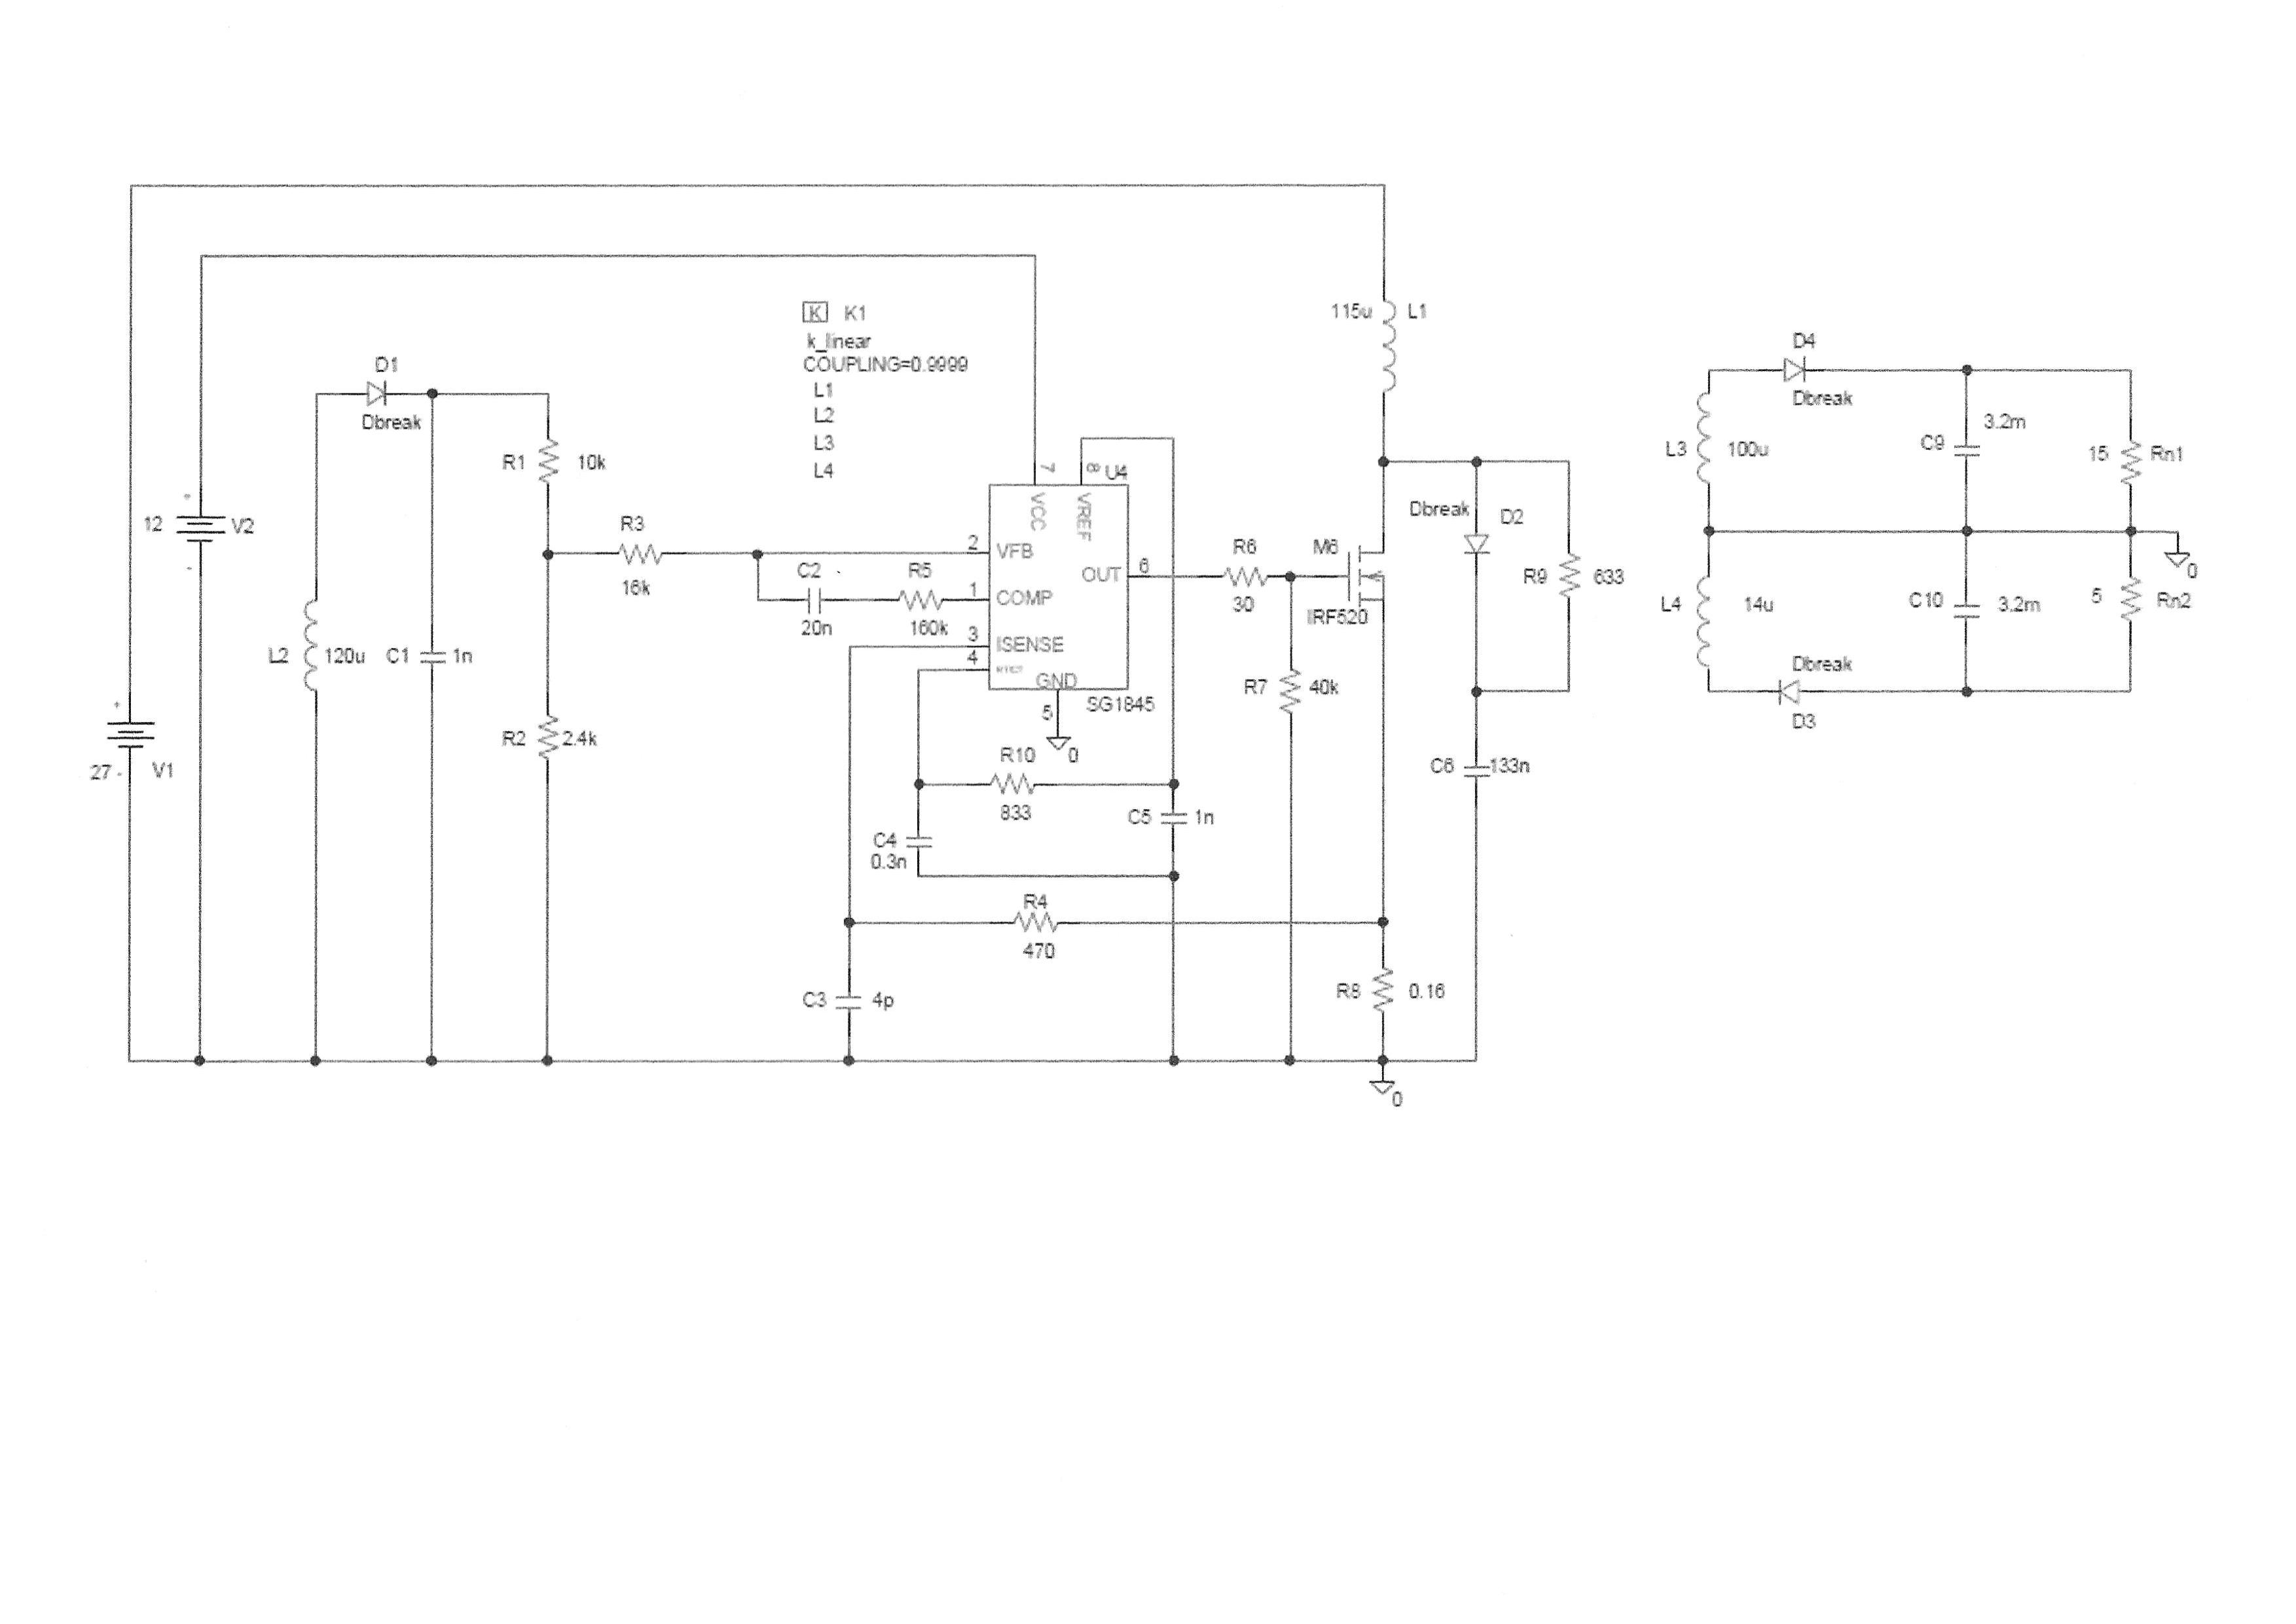 K K1
k_linear
COUPLING=0.9999
L1
L2
L3
L4
115u L1
D1
Dbreak
R1 10k
12 V2
+
-
R3
16k
C2
20n
R5
160k
L2 120u
C1 1n
R2 2.4k
+
27 - V1
7 8 U4
VCC VREF
2 VFB
1 COMP
3 ISENSE
4 RT/CT
OUT 6
GND
5
SG1845
0
R10
833
C4
0.3n
C5 1n
R4
470
C3 4p
R6
30
M6
IRF520
R7 40k
Dbreak D2
R9 633
C6 133n
R8 0.16
0
D4
Dbreak
L3 100u
C9 3.2m
15 Rn1
0
L4 14u
C10 3.2m
5 Rn2
Dbreak
D3